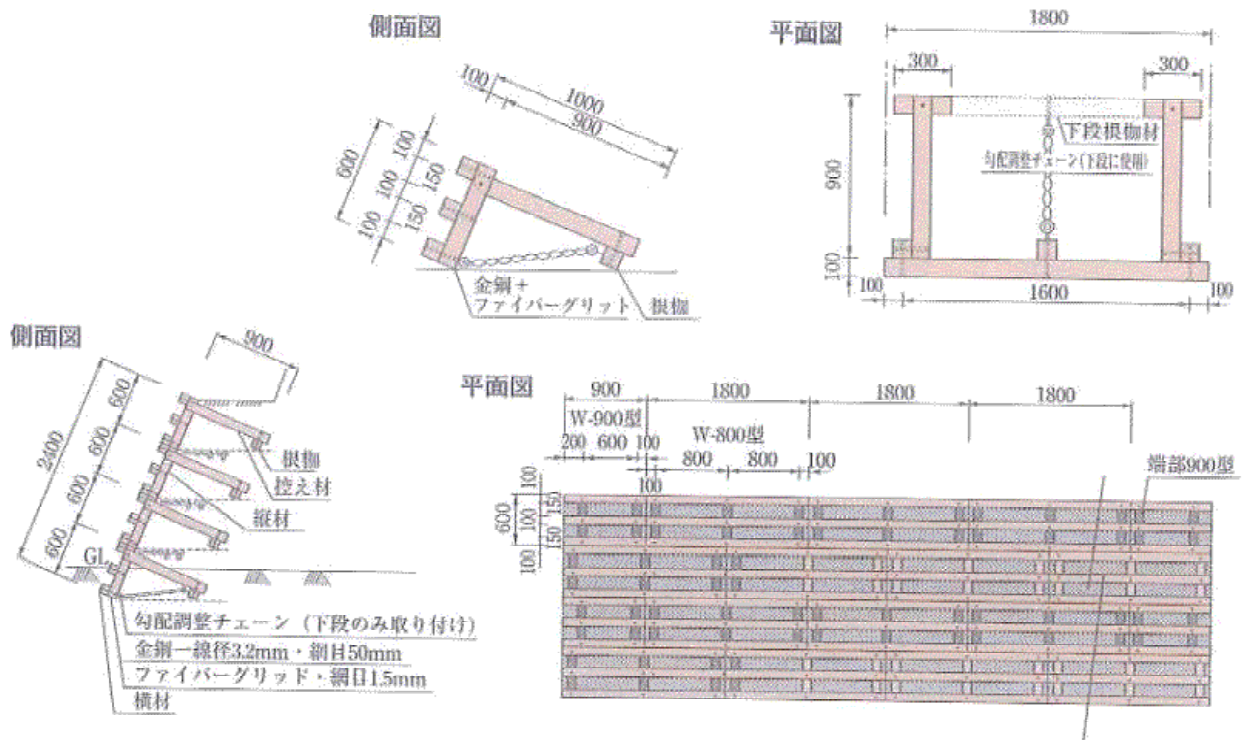 側面図
100
1000
900
600
100
100
100
150
150
金鋼＋
ファイバーグリット
根枷
平面図
1800
300
300
下段根枷材
勾配調整チェーン(下段に使用)
900
100
100
1600
100
側面図
900
2400
600
600
600
600
GL
根枷
控え材
縦材
勾配調整チェーン（下段のみ取り付け）
金鋼一線径3.2mm・網目50mm
ファイバーグリッド・網目1.5mm
横材
平面図
900
1800
1800
1800
W-900型
W-800型
200
600
100
800
800
100
100
端部900型
100
600
150
100
150
100